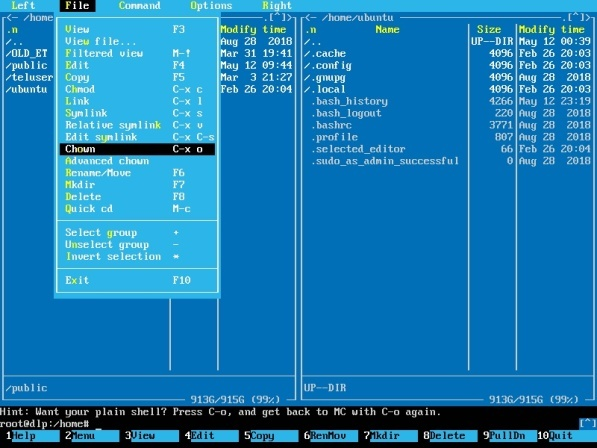 Left File Command Options Right
<- /home .[^]>
.n Modify time
/.. Aug 28 2018
/OLD_ET Mar 31 19:41
/public May 12 09:44
/teluser Mar 3 21:27
/ubuntu Feb 26 20:04
View F3
View file...
Filtered view M-!
Edit F4
Copy F5
Chmod C-x c
Link C-x l
Symlink C-x s
Relative symlink C-x v
Edit symlink C-x C-s
Chown C-x o
Advanced chown
Rename/Move F6
Mkdir F7
Delete F8
Quick cd M-c
Select group +
Unselect group -
Invert selection *
Exit F10
/public
913G/915G (99%)
<- /home/ubuntu .[^]>
.n Name Size Modify time
/.. UP--DIR May 12 00:39
/.cache 4096 Feb 26 20:03
/.config 4096 Feb 26 20:03
/.gnupg 4096 Aug 28 2018
/.local 4096 Feb 26 20:03
.bash_history 4266 May 12 23:19
.bash_logout 220 Aug 28 2018
.bashrc 3771 Aug 28 2018
.profile 807 Aug 28 2018
.selected_editor 66 Feb 26 20:04
.sudo_as_admin_successful 0 Aug 28 2018
UP--DIR
913G/915G (99%)
Hint: Want your plain shell? Press C-o, and get back to MC with C-o again.
root@dlp:/home# _ [^]
1Help 2Menu 3View 4Edit 5Copy 6RenMov 7Mkdir 8Delete 9PullDn 10Quit